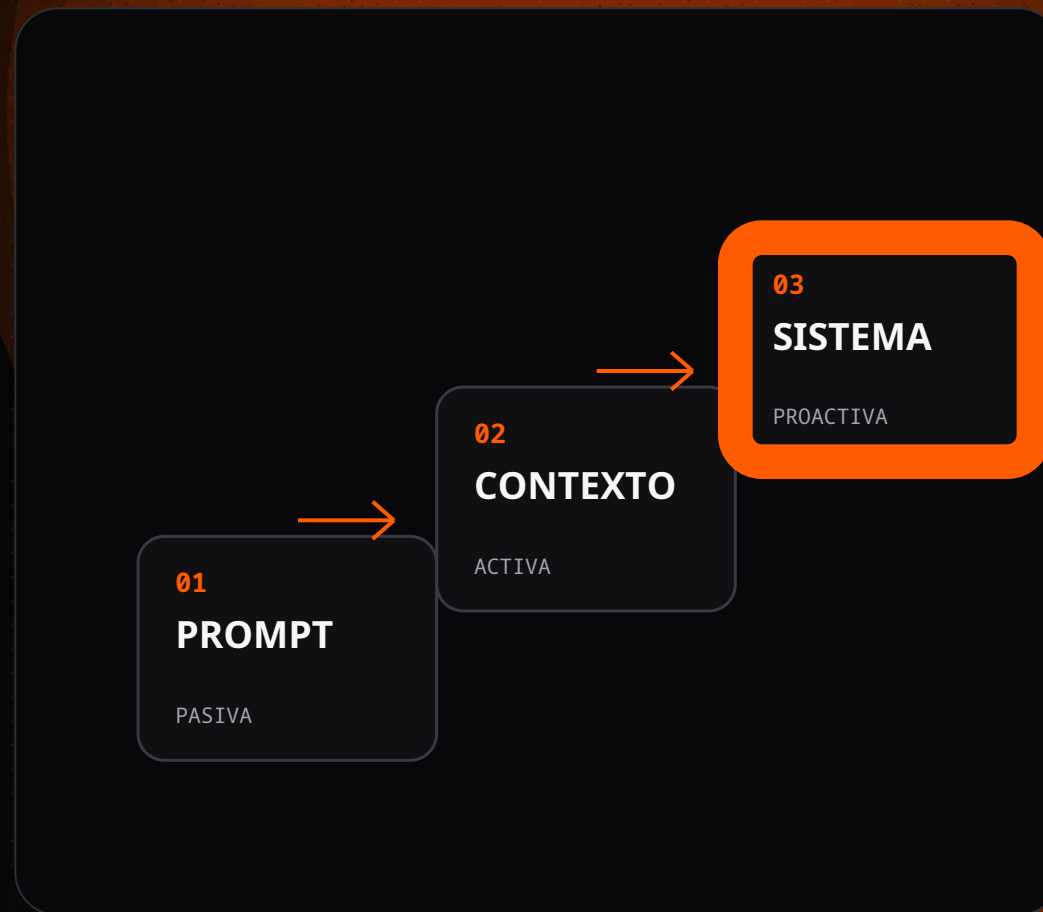 01
PROMPT
PASIVA
02
CONTEXTO
ACTIVA
03
SISTEMA
PROACTIVA